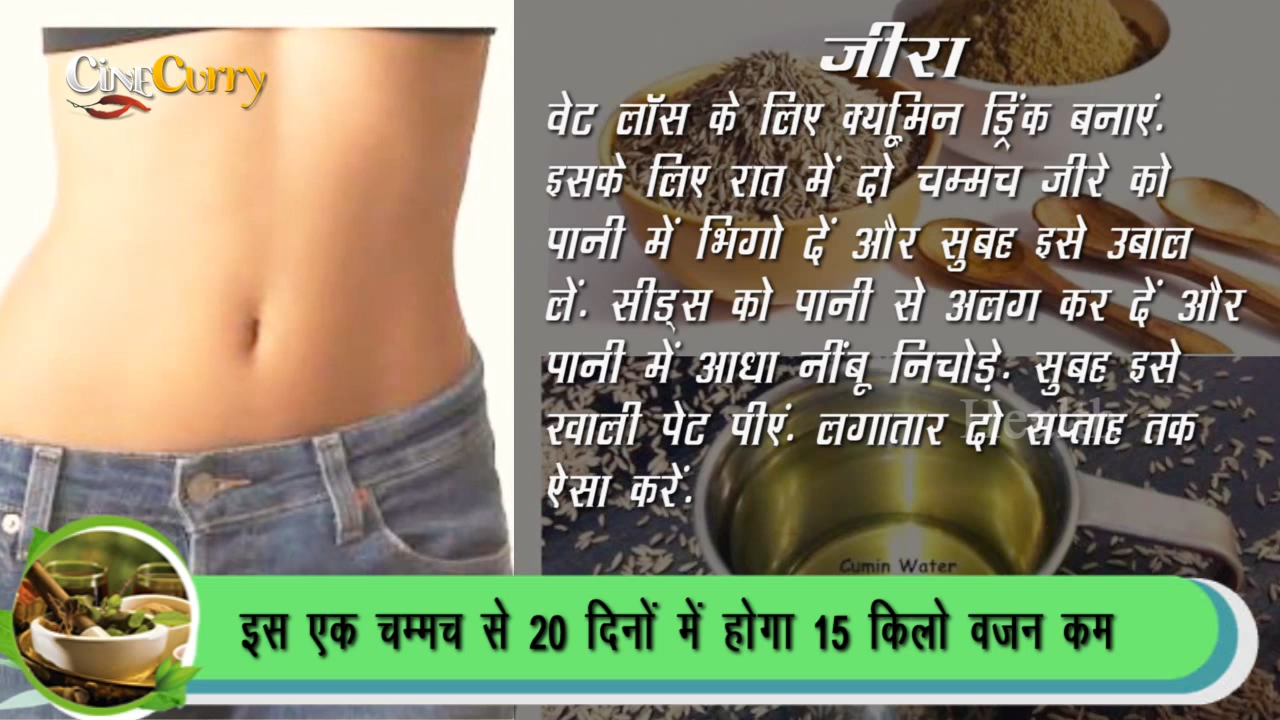 CINECURRY
जीरा
वेट लॉस के लिए क्यूमिन ड्रिंक बनाएं.
इसके लिए रात में दो चम्मच जीरे को
पानी में भिगो दें और सुबह इसे उबाल
लें. सीड्स को पानी से अलग कर दें और
पानी में आधा नींबू निचोड़े. सुबह इसे
खाली पेट पीएं. लगातार दो सप्ताह तक
ऐसा करें.
Cumin Water
इस एक चम्मच से 20 दिनों में होगा 15 किलो वजन कम